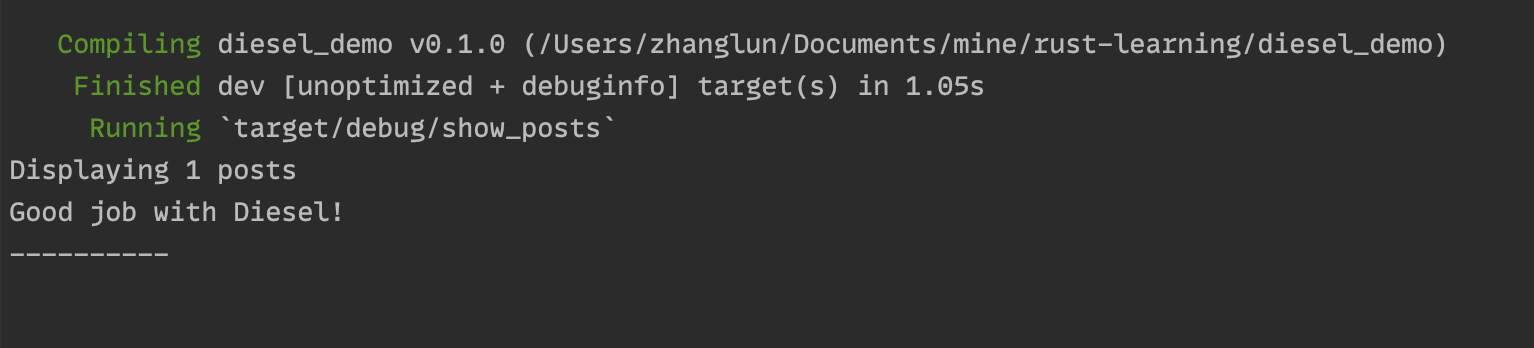 Compiling diesel_demo v0.1.0 (/Users/zhanglun/Documents/mine/rust-learning/diesel_demo)
Finished dev [unoptimized + debuginfo] target(s) in 1.05s
Running `target/debug/show_posts`
Displaying 1 posts
Good job with Diesel!
----------